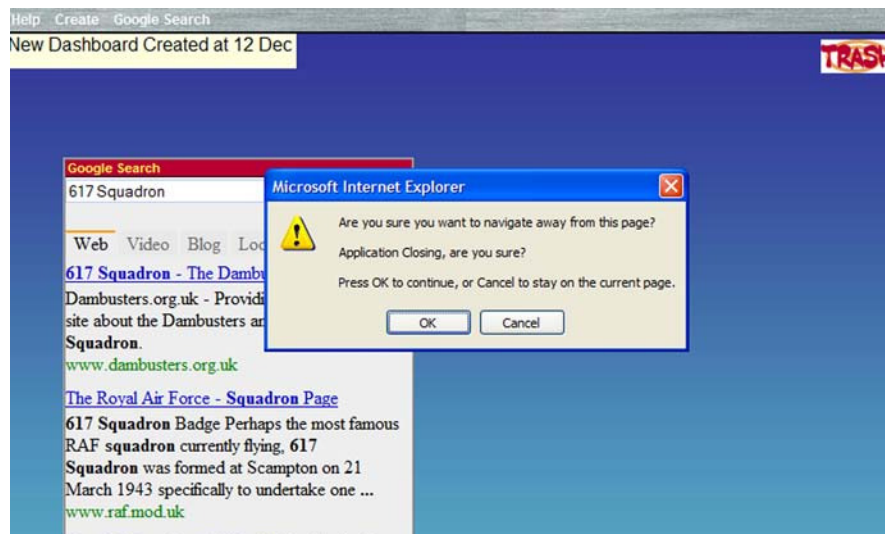 Help Create Google Search
New Dashboard Created at 12 Dec
TRASH
Google Search
617 Squadron
Microsoft Internet Explorer
Are you sure you want to navigate away from this page?
Application Closing, are you sure?
Press OK to continue, or Cancel to stay on the current page.
OK Cancel
Web Video Blog Loc
617 Squadron - The Dambu
Dambusters.org.uk - Providi
site about the Dambusters an
Squadron.
www.dambusters.org.uk
The Royal Air Force - Squadron Page
617 Squadron Badge Perhaps the most famous
RAF squadron currently flying, 617
Squadron was formed at Scampton on 21
March 1943 specifically to undertake one ...
www.raf.mod.uk